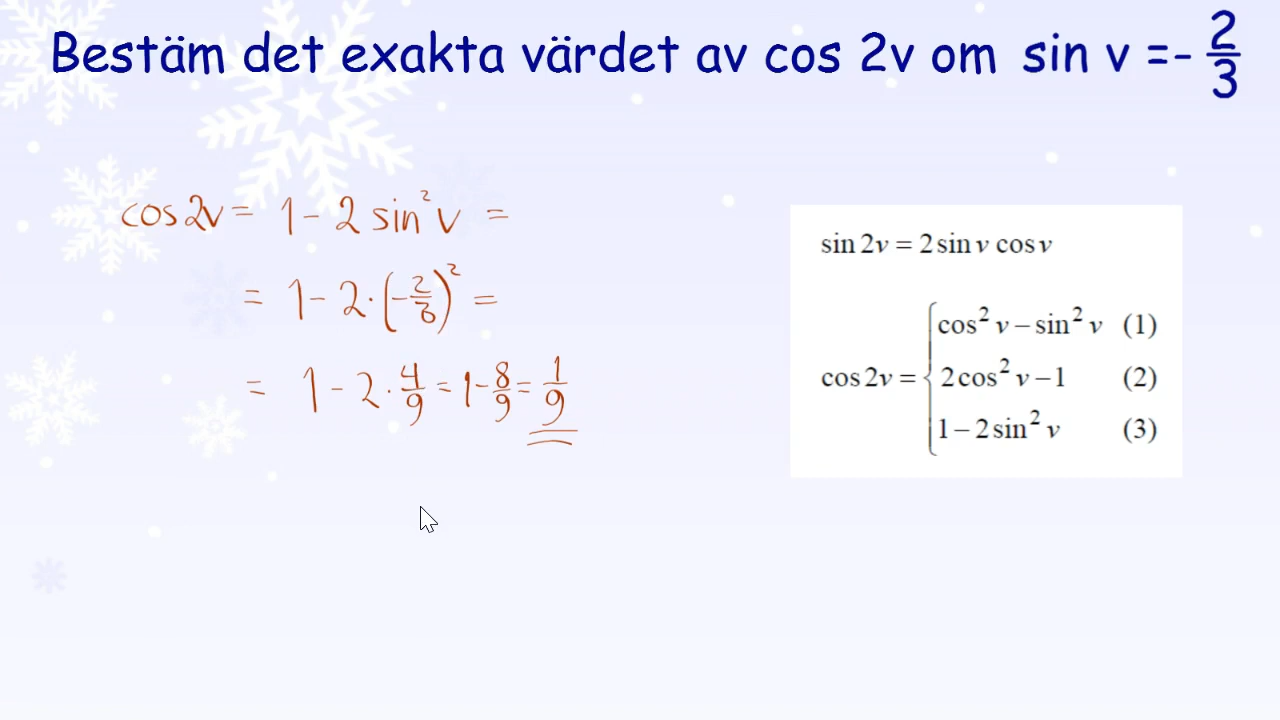 Bestäm det exakta värdet av cos 2v om sin v = - 2/3
cos 2v = 1 - 2 sin² v =
= 1 - 2 · (-2/3)² =
= 1 - 2 · 4/9 = 1 - 8/9 = 1/9
sin 2v = 2 sin v cos v
cos² v − sin² v (1)
cos 2v = { 2 cos² v − 1 (2)
1 − 2 sin² v (3)